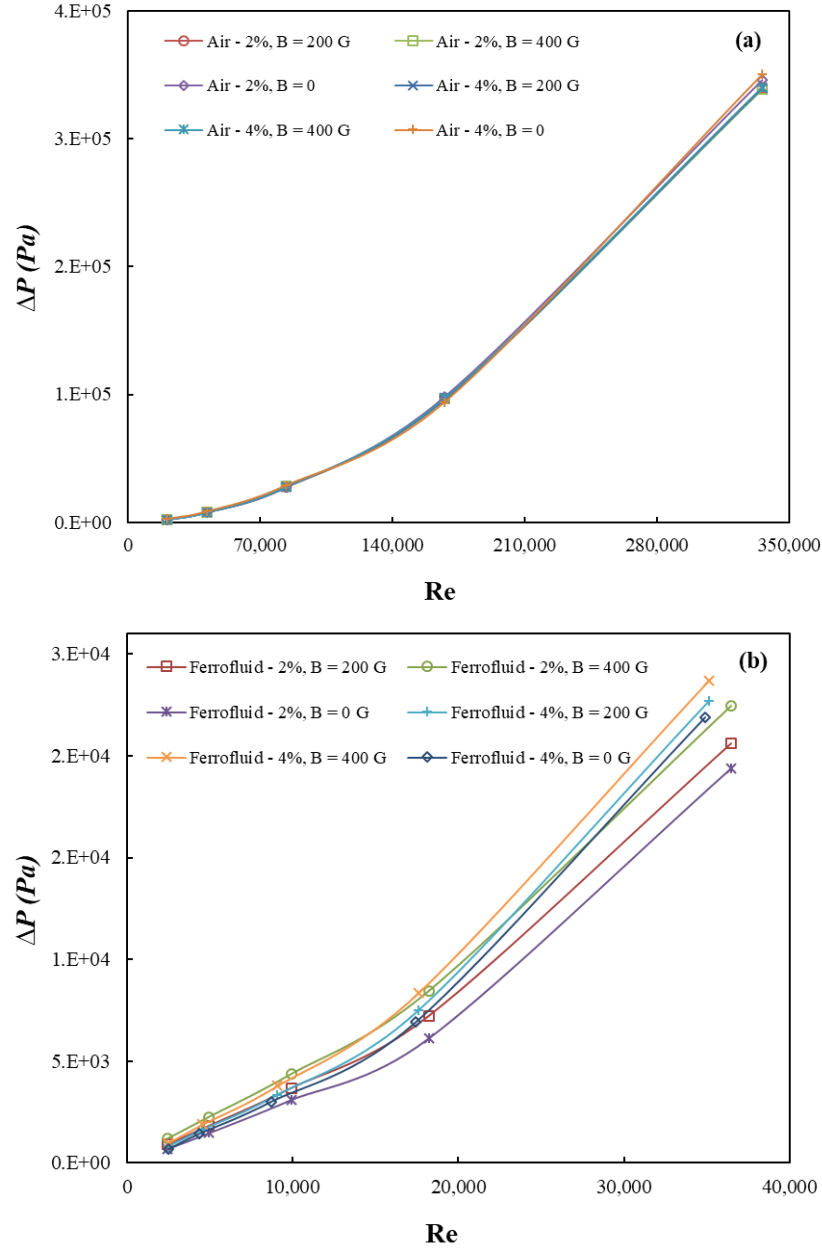 4.E+05
(a)
Air - 2%, B = 200 G
Air - 2%, B = 400 G
Air - 2%, B = 0
Air - 4%, B = 200 G
Air - 4%, B = 400 G
Air - 4%, B = 0
3.E+05
ΔP (Pa)
2.E+05
1.E+05
0.E+00
0
70,000
140,000
210,000
280,000
350,000
Re
3.E+04
(b)
Ferrofluid - 2%, B = 200 G
Ferrofluid - 2%, B = 400 G
Ferrofluid - 2%, B = 0 G
Ferrofluid - 4%, B = 200 G
Ferrofluid - 4%, B = 400 G
Ferrofluid - 4%, B = 0 G
2.E+04
ΔP (Pa)
2.E+04
1.E+04
5.E+03
0.E+00
0
10,000
20,000
30,000
40,000
Re